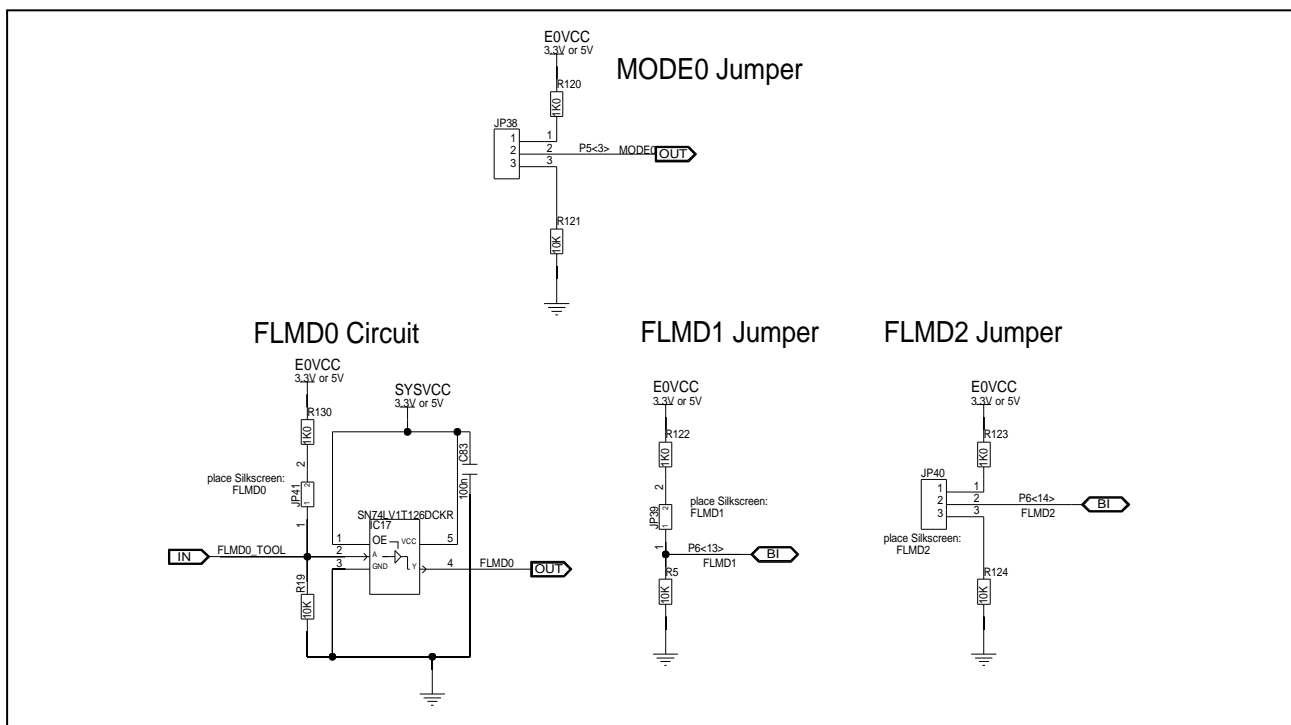 E0VCC
3.3V or 5V
MODE0 Jumper
R120
1K0
JP38
1 1
2 2 P5<3> MODE0 OUT
3 3
R121
10K
FLMD0 Circuit
E0VCC
3.3V or 5V
SYSVCC
3.3V or 5V
R130
1K0
C83
100n
2
place Silkscreen:
FLMD0
JP41
1 2
1
SN74LV1T126DCKR
IC17
1 OE VCC 5
IN FLMD0_TOOL 2 A
3 GND Y 4 FLMD0 OUT
R19
10K
FLMD1 Jumper
E0VCC
3.3V or 5V
R122
1K0
2
place Silkscreen:
FLMD1
JP39
1 2
1
P6<13>
FLMD1
BI
R5
10K
FLMD2 Jumper
E0VCC
3.3V or 5V
R123
1K0
JP40
1 1
2 2 P6<14> BI
3 3 FLMD2
place Silkscreen:
FLMD2
R124
10K